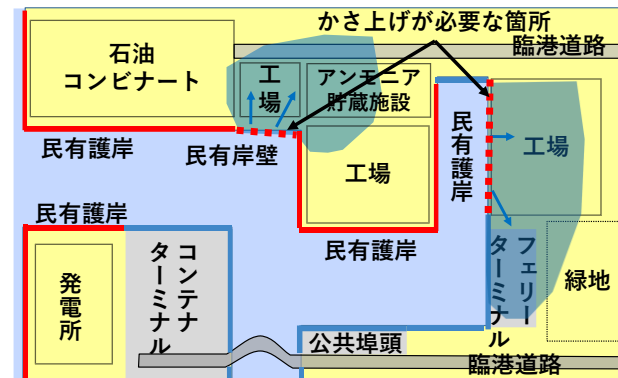 かさ上げが必要な箇所
臨港道路
石油
コンビナート
工
場
アンモニア
貯蔵施設
民有護岸
民有岸壁
工場
民有護岸
工場
民有護岸
民有護岸
発電所
コンテナ
ターミナル
フェリー
ターミナル
緑地
公共埠頭
臨港道路